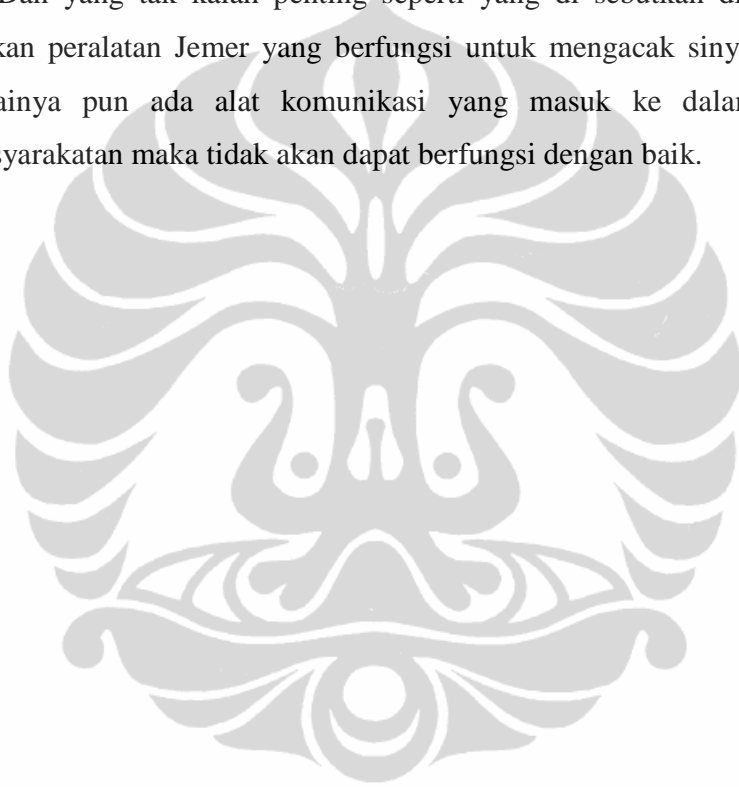 Dan yang tak kalah penting seperti yang di sebutkan di
kan peralatan Jemer yang berfungsi untuk mengacak siny
ainya pun ada alat komunikasi yang masuk ke dalam
syarakatan maka tidak akan dapat berfungsi dengan baik.